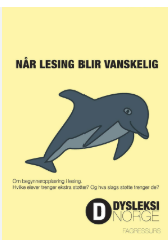 NÅR LESING BLIR VANSKELIG
Om begynneropplæring i lesing.
Hvilke elever trenger ekstra støtte? Og hva slags støtte trenger de?
D DYSLEKSI
NORGE
FAGRESSURS